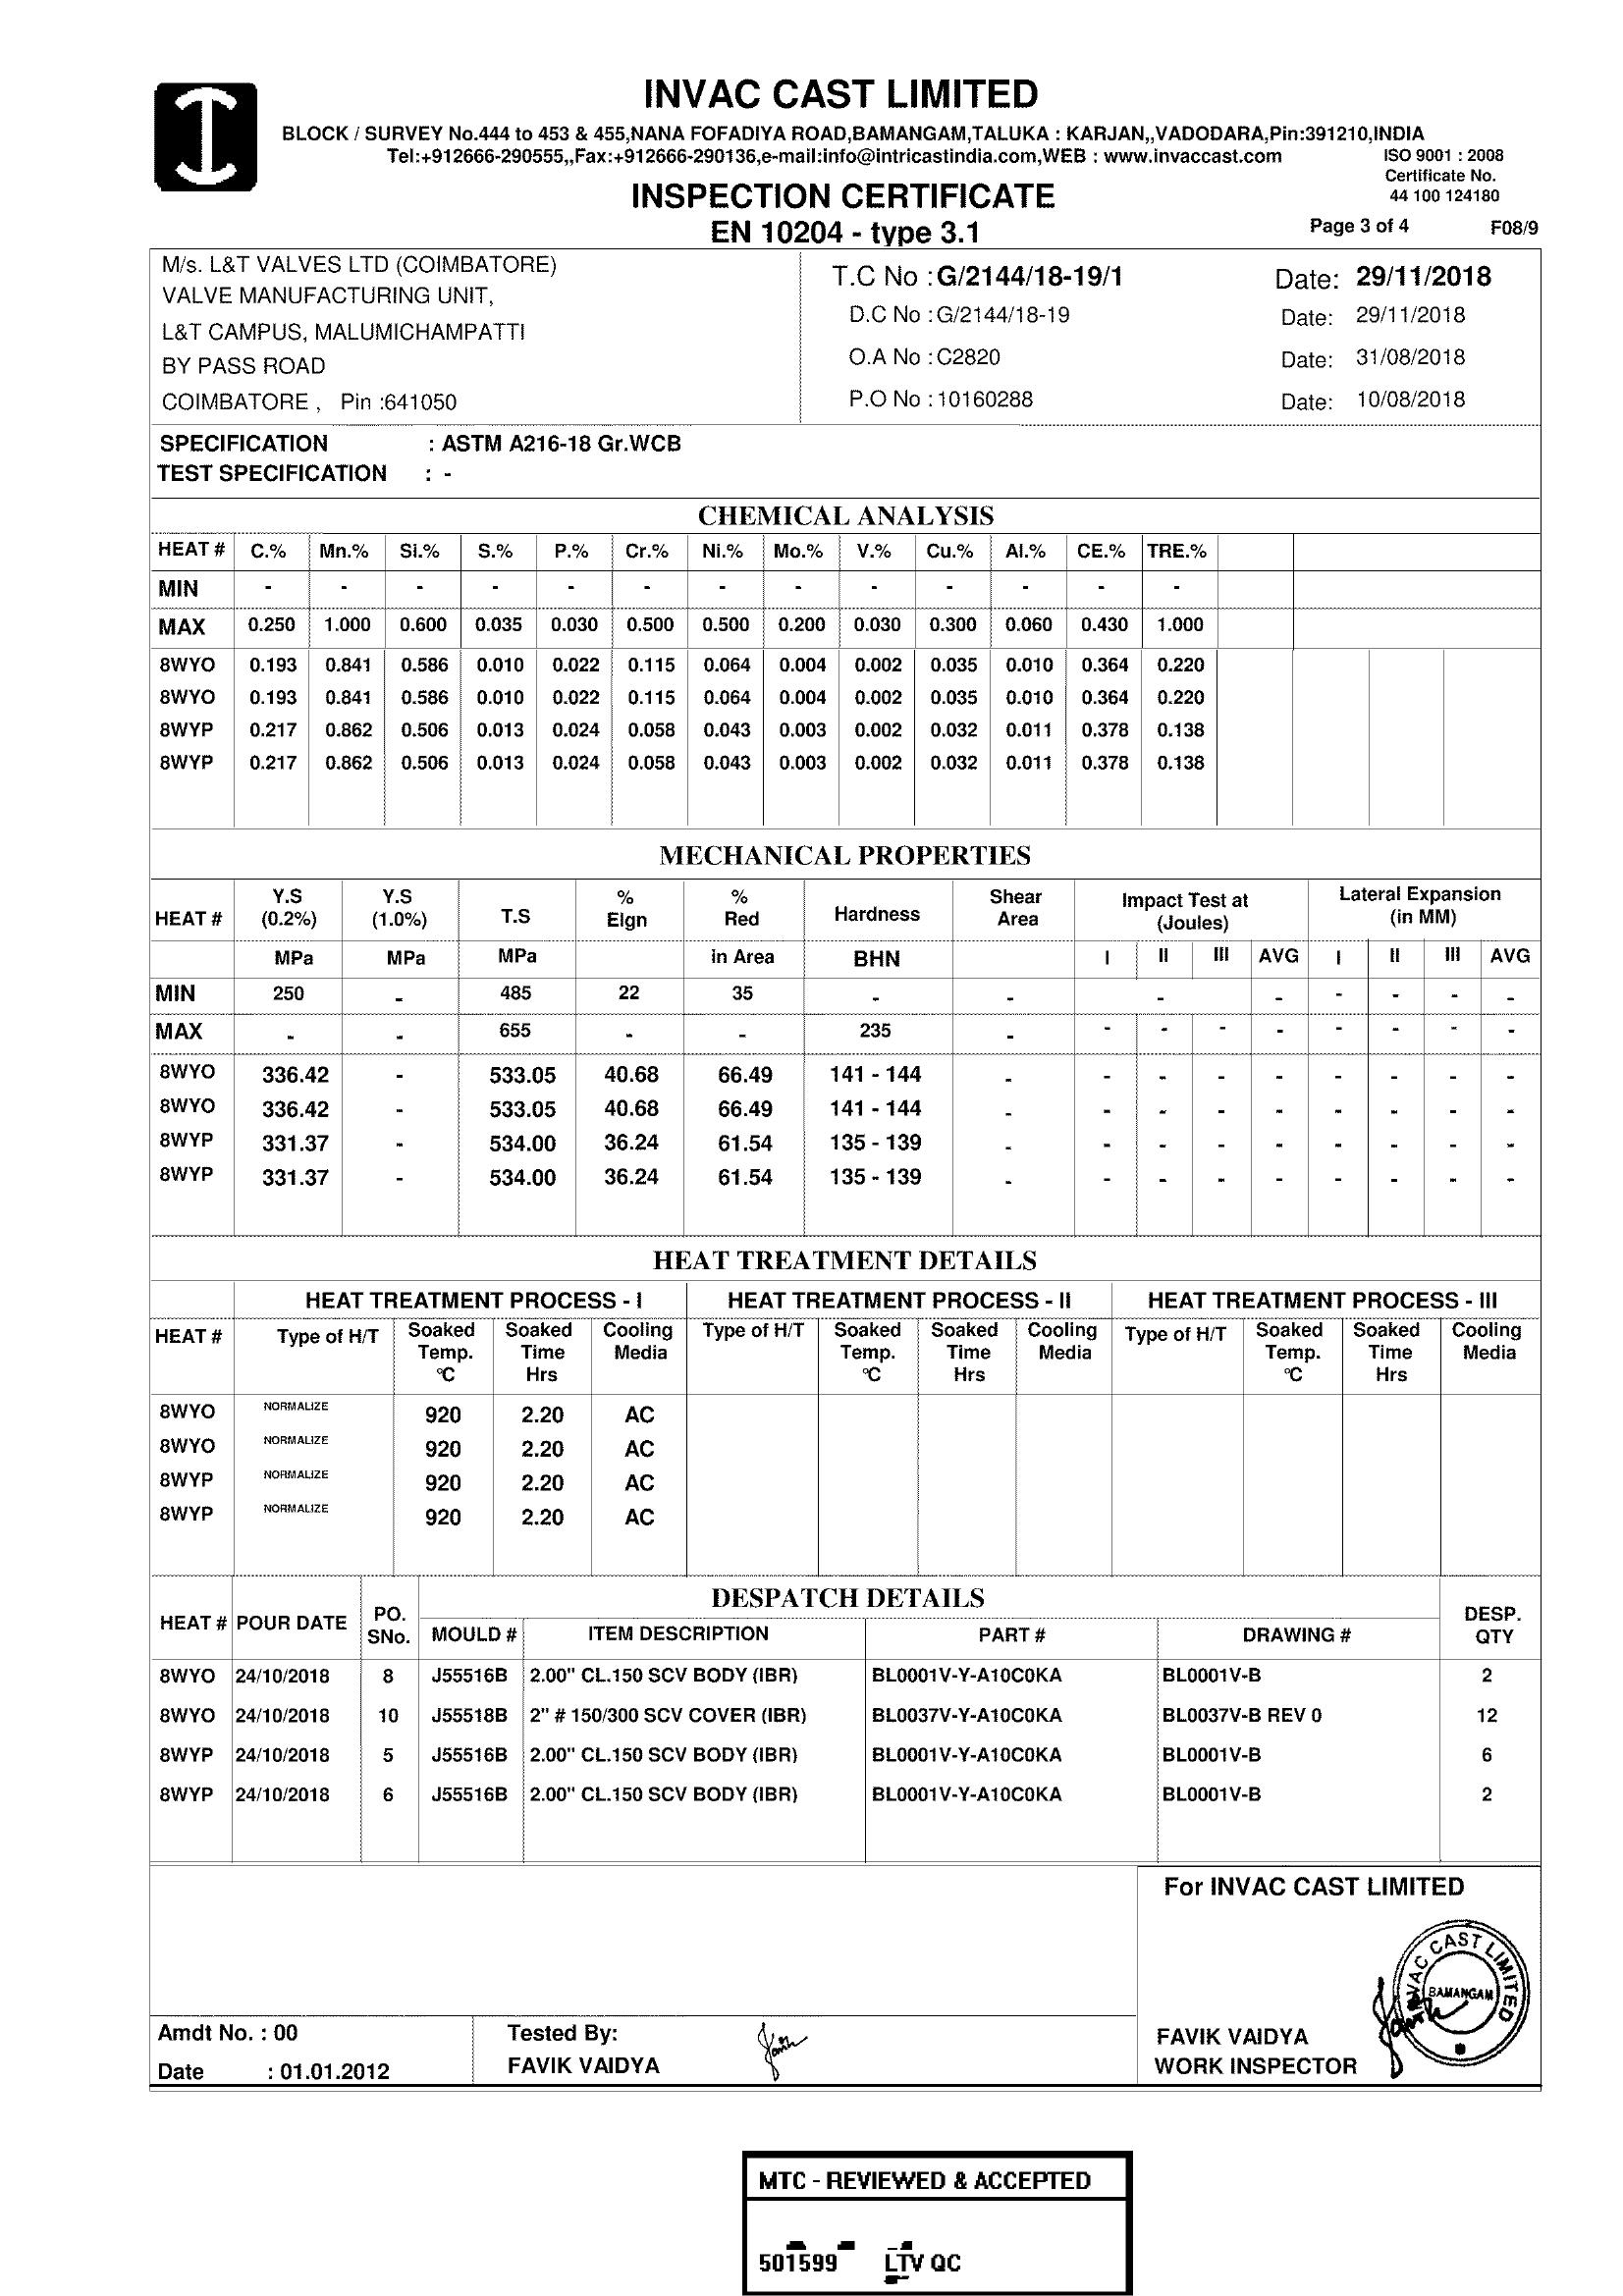 INVAC CAST LIMITED
BLOCK / SURVEY No.444 to 453 & 455,NANA FOFADIYA ROAD,BAMANGAM,TALUKA : KARJAN,,VADODARA,Pin:391210,INDIA
Tel:+912666-290555,,Fax:+912666-290136,e-mail:info@intricastindia.com,WEB : www.invaccast.com
ISO 9001 : 2008
Certificate No.
44 100 124180
INSPECTION CERTIFICATE
EN 10204 - type 3.1
Page 3 of 4 F08/9
M/s. L&T VALVES LTD (COIMBATORE)
VALVE MANUFACTURING UNIT,
L&T CAMPUS, MALUMICHAMPATTI
BY PASS ROAD
COIMBATORE , Pin :641050
T.C No :G/2144/18-19/1 Date: 29/11/2018
D.C No :G/2144/18-19 Date: 29/11/2018
O.A No :C2820 Date: 31/08/2018
P.O No :10160288 Date: 10/08/2018
SPECIFICATION : ASTM A216-18 Gr.WCB
TEST SPECIFICATION : -
CHEMICAL ANALYSIS
HEAT # C.% Mn.% Si.% S.% P.% Cr.% Ni.% Mo.% V.% Cu.% Al.% CE.% TRE.%
MIN - - - - - - - - - - - - -
MAX 0.250 1.000 0.600 0.035 0.030 0.500 0.500 0.200 0.030 0.300 0.060 0.430 1.000
8WYO 0.193 0.841 0.586 0.010 0.022 0.115 0.064 0.004 0.002 0.035 0.010 0.364 0.220
8WYO 0.193 0.841 0.586 0.010 0.022 0.115 0.064 0.004 0.002 0.035 0.010 0.364 0.220
8WYP 0.217 0.862 0.506 0.013 0.024 0.058 0.043 0.003 0.002 0.032 0.011 0.378 0.138
8WYP 0.217 0.862 0.506 0.013 0.024 0.058 0.043 0.003 0.002 0.032 0.011 0.378 0.138
MECHANICAL PROPERTIES
HEAT # Y.S (0.2%) Y.S (1.0%) T.S % Elgn % Red Hardness Shear Area Impact Test at (Joules) Lateral Expansion (in MM)
MPa MPa MPa in Area BHN I II III AVG I II III AVG
MIN 250 - 485 22 35 - - - - - - - -
MAX - - 655 - - 235 - - - - - - - - -
8WYO 336.42 - 533.05 40.68 66.49 141 - 144 - - - - - - - - -
8WYO 336.42 - 533.05 40.68 66.49 141 - 144 - - - - - - - - -
8WYP 331.37 - 534.00 36.24 61.54 135 - 139 - - - - - - - - -
8WYP 331.37 - 534.00 36.24 61.54 135 - 139 - - - - - - - - -
HEAT TREATMENT DETAILS
HEAT TREATMENT PROCESS - I HEAT TREATMENT PROCESS - II HEAT TREATMENT PROCESS - III
HEAT # Type of H/T Soaked Temp. °C Soaked Time Hrs Cooling Media Type of H/T Soaked Temp. °C Soaked Time Hrs Cooling Media Type of H/T Soaked Temp. °C Soaked Time Hrs Cooling Media
8WYO NORMALIZE 920 2.20 AC
8WYO NORMALIZE 920 2.20 AC
8WYP NORMALIZE 920 2.20 AC
8WYP NORMALIZE 920 2.20 AC
DESPATCH DETAILS
HEAT # POUR DATE PO. SNo. MOULD # ITEM DESCRIPTION PART # DRAWING # DESP. QTY
8WYO 24/10/2018 8 J55516B 2.00" CL.150 SCV BODY (IBR) BL0001V-Y-A10C0KA BL0001V-B 2
8WYO 24/10/2018 10 J55518B 2" # 150/300 SCV COVER (IBR) BL0037V-Y-A10C0KA BL0037V-B REV 0 12
8WYP 24/10/2018 5 J55516B 2.00" CL.150 SCV BODY (IBR) BL0001V-Y-A10C0KA BL0001V-B 6
8WYP 24/10/2018 6 J55516B 2.00" CL.150 SCV BODY (IBR) BL0001V-Y-A10C0KA BL0001V-B 2
For INVAC CAST LIMITED
INVAC CAST LIMITED
BAMANGAM
Amdt No. : 00
Date : 01.01.2012
Tested By:
FAVIK VAIDYA
FAVIK VAIDYA
WORK INSPECTOR
MTC - REVIEWED & ACCEPTED
501599 LTV QC